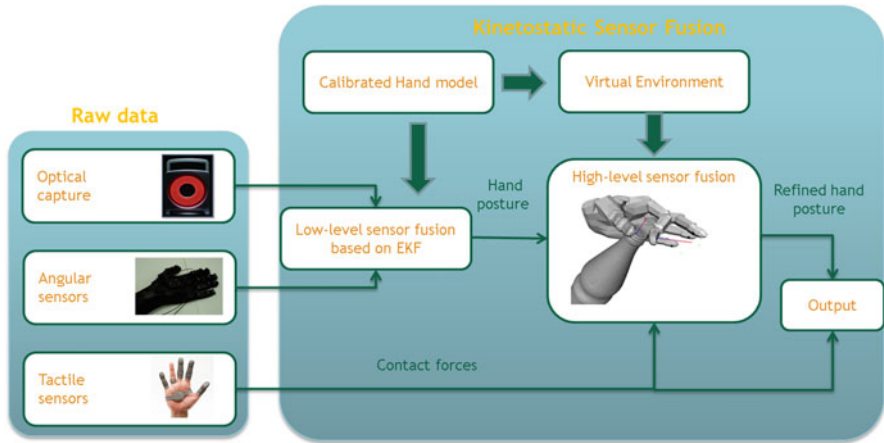 Kinetostatic Sensor Fusion
Calibrated Hand model
Virtual Environment
Raw data
Optical
capture
Angular
sensors
Tactile
sensors
Low-level sensor fusion
based on EKF
Hand
posture
High-level sensor fusion
Refined hand
posture
Output
Contact forces